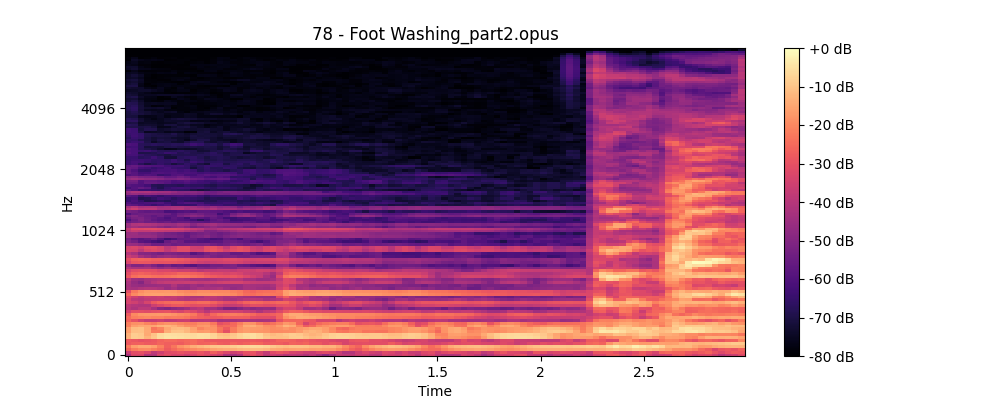 78 - Foot Washing_part2.opus
Hz
4096
2048
1024
512
0
0
0.5
1
1.5
2
2.5
Time
+0 dB
-10 dB
-20 dB
-30 dB
-40 dB
-50 dB
-60 dB
-70 dB
-80 dB